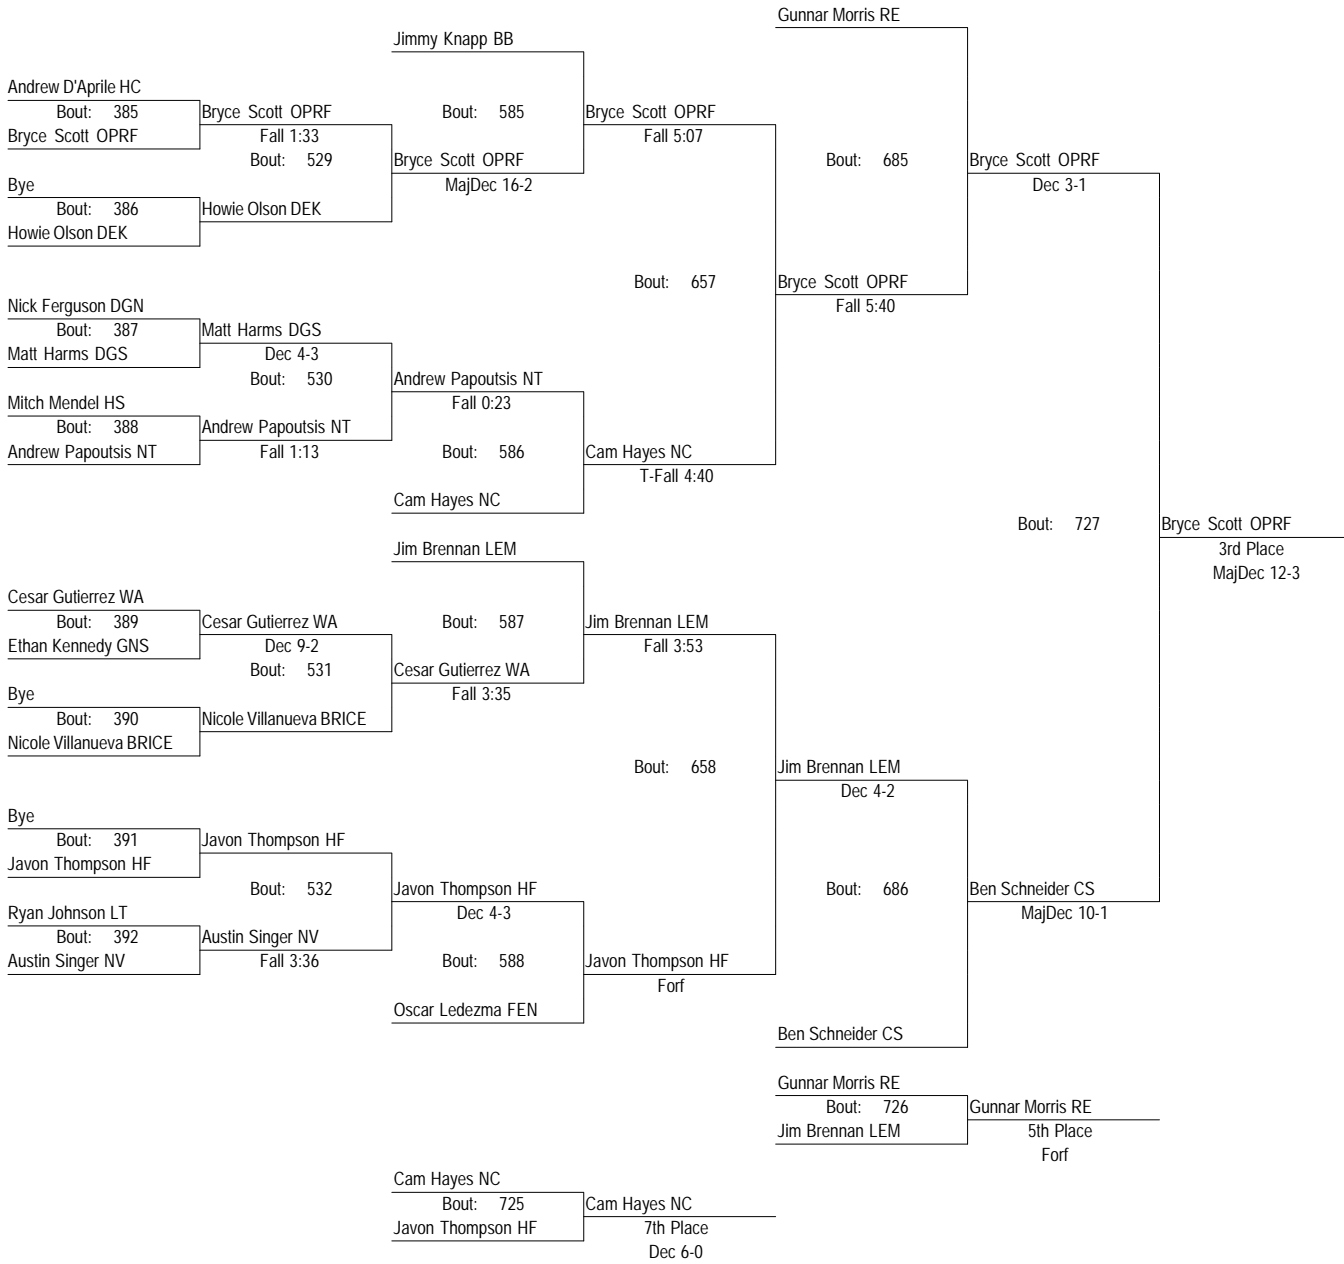 Gunnar Morris RE
Jimmy Knapp BB
Andrew D'Aprile HC
Bout: 385
Bryce Scott OPRF
Bout: 585
Bryce Scott OPRF
Bryce Scott OPRF
Fall 1:33
Fall 5:07
Bout: 529
Bryce Scott OPRF
Bout: 685
Bryce Scott OPRF
Bye
MajDec 16-2
Dec 3-1
Bout: 386
Howie Olson DEK
Howie Olson DEK
Bout: 657
Bryce Scott OPRF
Nick Ferguson DGN
Fall 5:40
Bout: 387
Matt Harms DGS
Matt Harms DGS
Dec 4-3
Bout: 530
Andrew Papoutsis NT
Mitch Mendel HS
Fall 0:23
Bout: 388
Andrew Papoutsis NT
Andrew Papoutsis NT
Fall 1:13
Bout: 586
Cam Hayes NC
T-Fall 4:40
Cam Hayes NC
Bout: 727
Bryce Scott OPRF
Jim Brennan LEM
3rd Place
MajDec 12-3
Cesar Gutierrez WA
Bout: 389
Cesar Gutierrez WA
Bout: 587
Jim Brennan LEM
Ethan Kennedy GNS
Dec 9-2
Fall 3:53
Bout: 531
Cesar Gutierrez WA
Bye
Fall 3:35
Bout: 390
Nicole Villanueva BRICE
Nicole Villanueva BRICE
Bout: 658
Jim Brennan LEM
Dec 4-2
Bye
Bout: 391
Javon Thompson HF
Javon Thompson HF
Bout: 532
Javon Thompson HF
Bout: 686
Ben Schneider CS
Ryan Johnson LT
Dec 4-3
MajDec 10-1
Bout: 392
Austin Singer NV
Austin Singer NV
Fall 3:36
Bout: 588
Javon Thompson HF
Forf
Oscar Ledezma FEN
Ben Schneider CS
Gunnar Morris RE
Bout: 726
Gunnar Morris RE
Jim Brennan LEM
5th Place
Forf
Cam Hayes NC
Bout: 725
Cam Hayes NC
Javon Thompson HF
7th Place
Dec 6-0